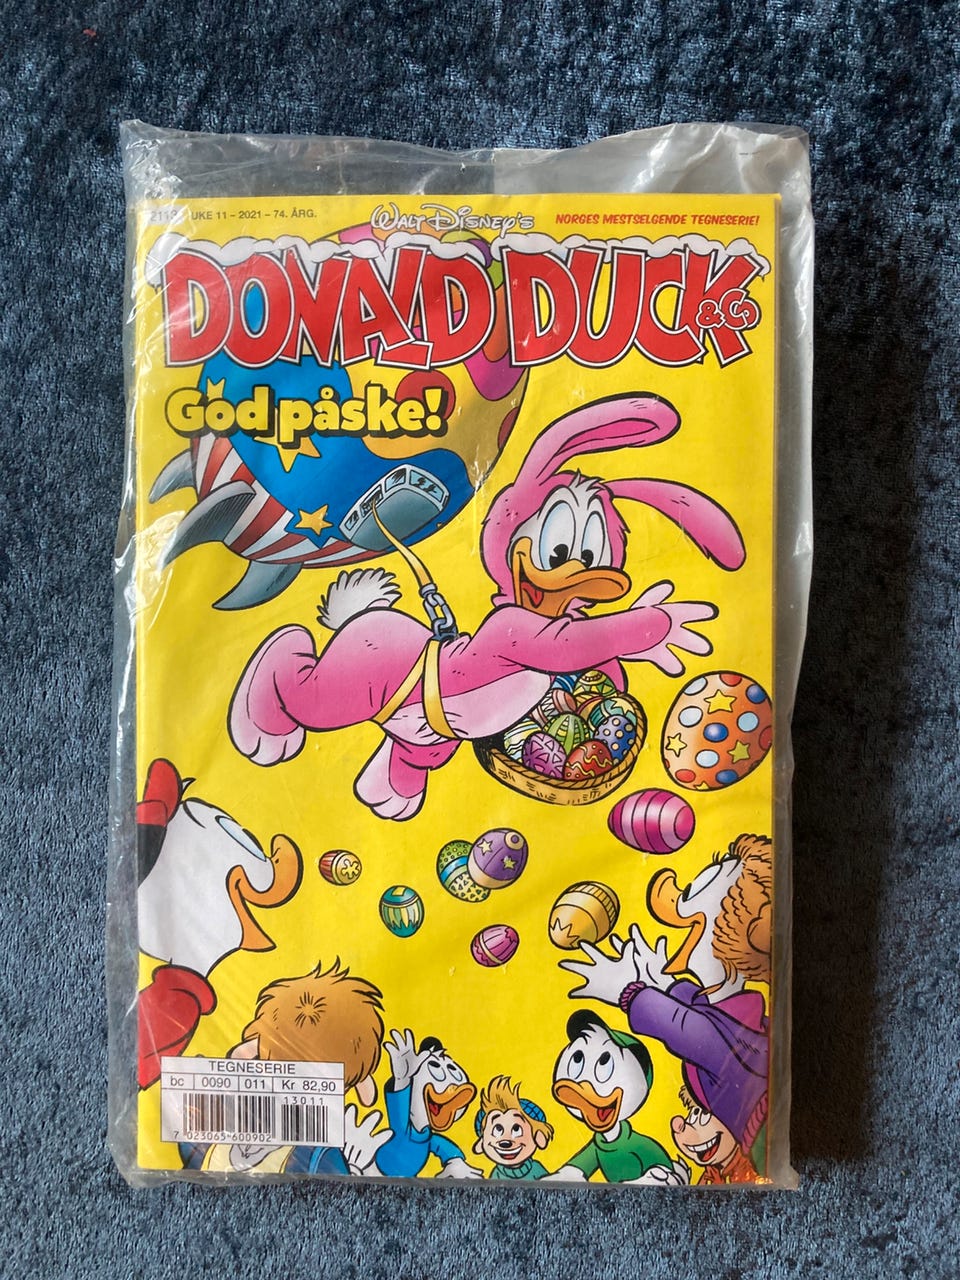 UKE 11 – 2021 – 74. ÅRG.
WALT DISNEY'S
NORGES MESTSELGENDE TEGNESERIE!
DONALD DUCK & CO
God påske!
TEGNESERIE
bc 0090 011 Kr 82,90
13011
7 023065 600902